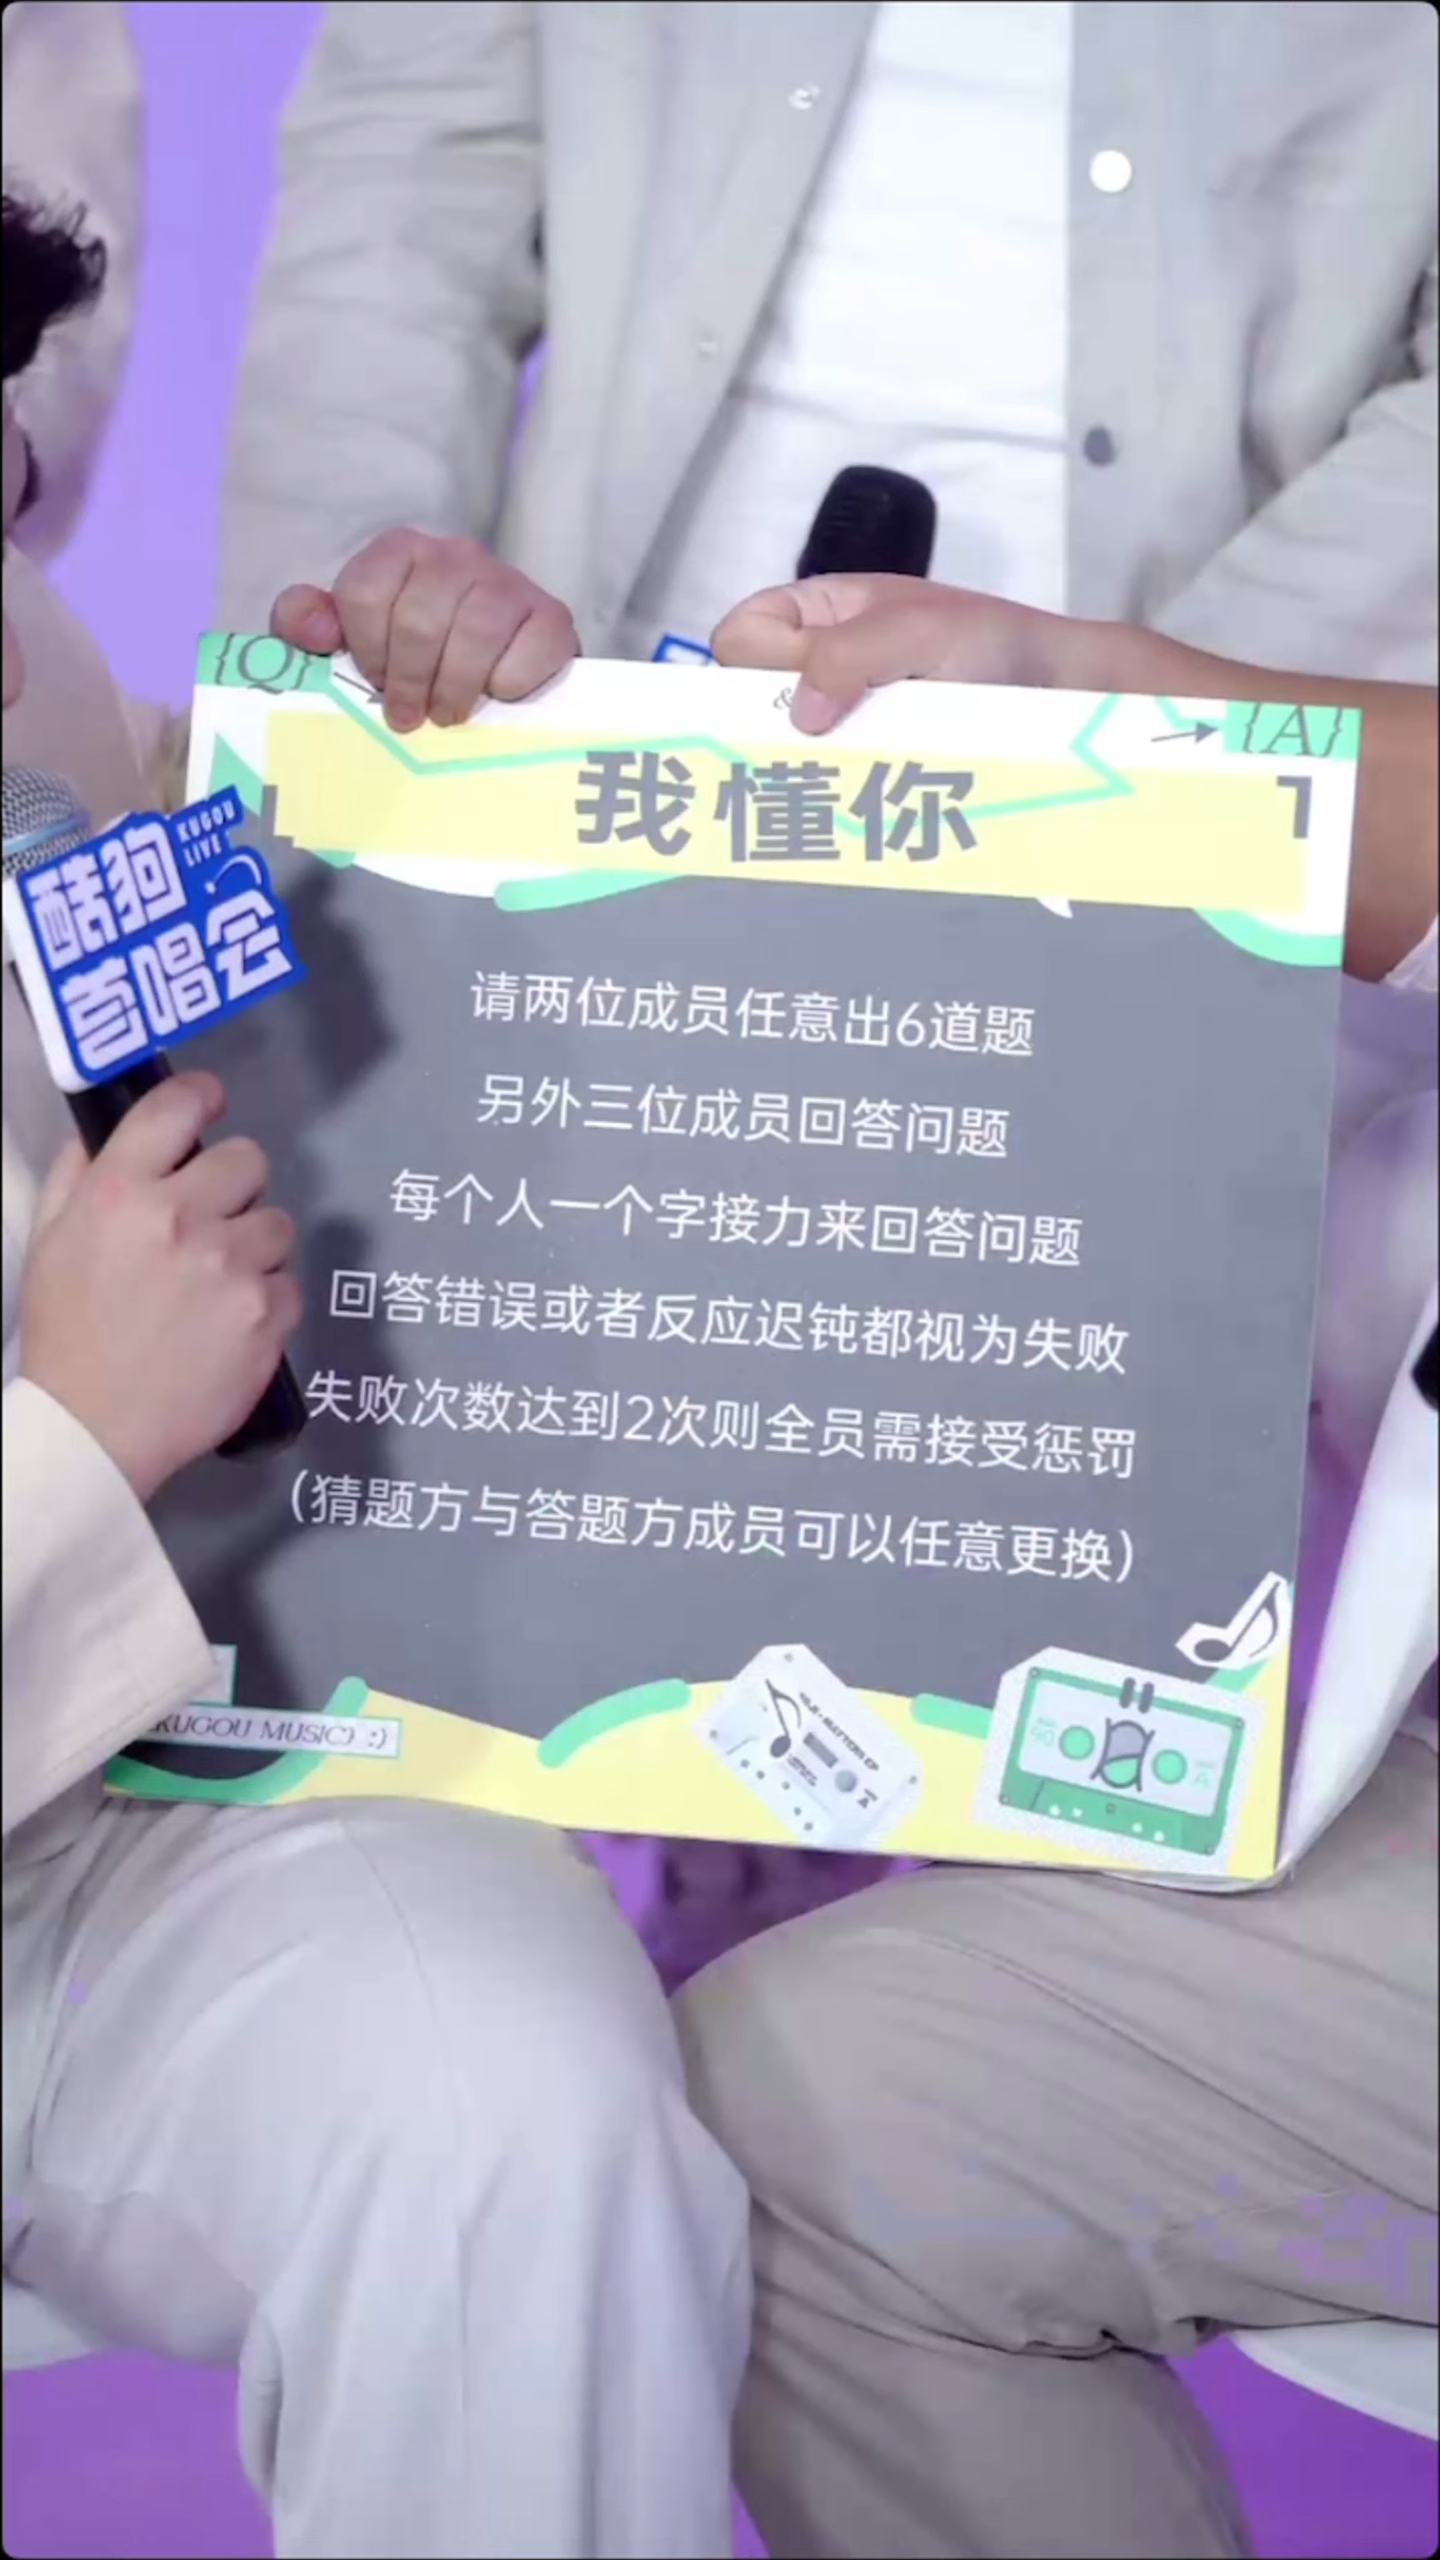 {Q}
&
{A}
我懂你
酷狗
KUGOU
LIVE
首唱会
请两位成员任意出6道题
另外三位成员回答问题
每个人一个字接力来回答问题
回答错误或者反应迟钝都视为失败
失败次数达到2次则全员需接受惩罚
(猜题方与答题方成员可以任意更换)
KUGOU MUSIC) :)
A